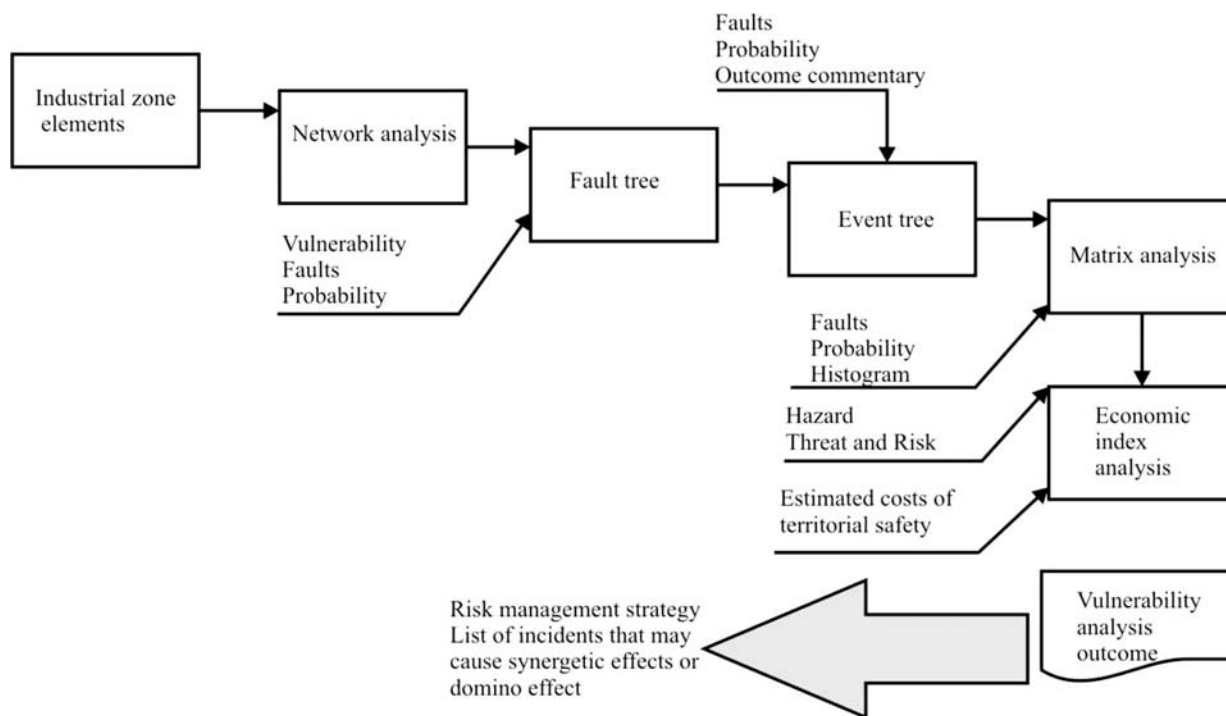 Faults
Probability
Outcome commentary
Industrial zone
elements
Network analysis
Fault tree
Event tree
Matrix analysis
Vulnerability
Faults
Probability
Faults
Probability
Histogram
Hazard
Threat and Risk
Economic
index
analysis
Estimated costs of
territorial safety
Risk management strategy
List of incidents that may
cause synergetic effects or
domino effect
Vulnerability
analysis
outcome